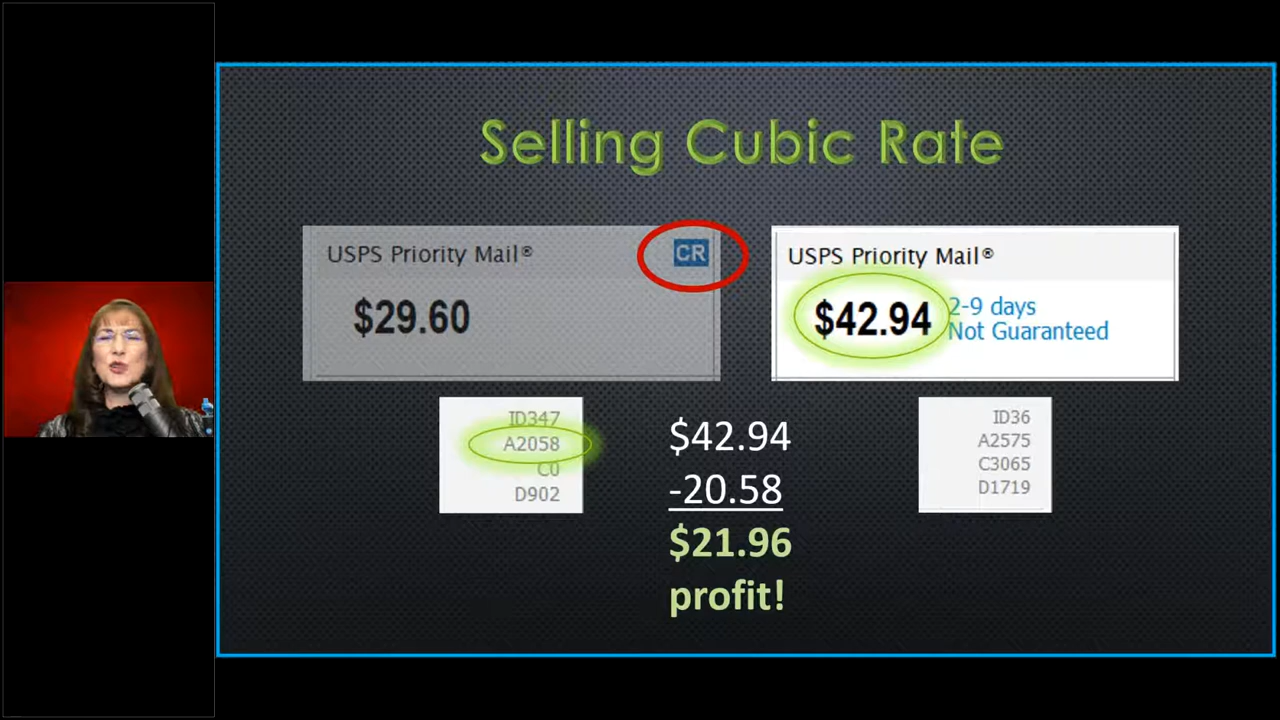 Selling Cubic Rate
USPS Priority Mail®
CR
$29.60
USPS Priority Mail®
$42.94
2-9 days
Not Guaranteed
ID347
A2058
C0
D902
$42.94
-20.58
$21.96
profit!
ID36
A2575
C3065
D1719